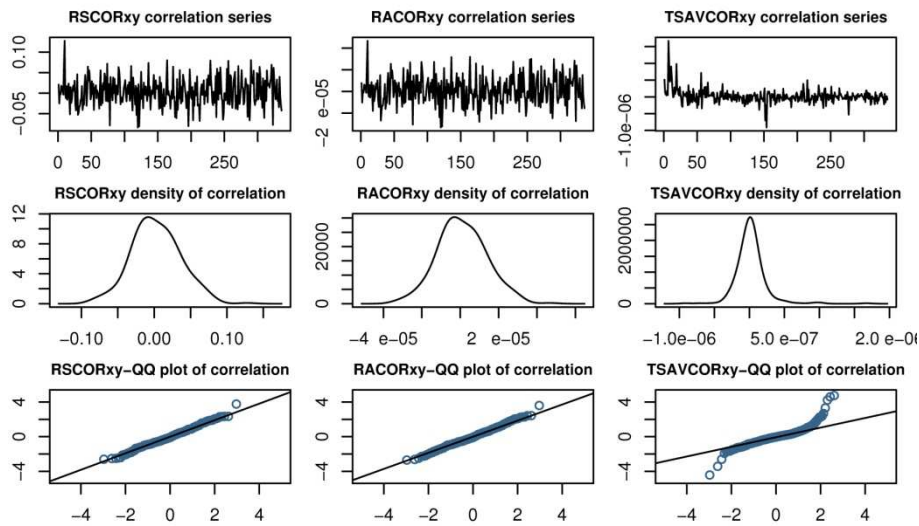 RSCORxy correlation series
RACORxy correlation series
TSAVCORxy correlation series
0.10
-0.05
-2 e-05
-1.0e-06
0 50 150 250
0 50 150 250
0 50 150 250
RSCORxy density of correlation
RACORxy density of correlation
TSAVCORxy density of correlation
12
8
4
0
20000
0
2000000
0
-0.10 0.00 0.10
-4 e-05 2 e-05
-1.0e-06 5.0 e-07 2.0 e-06
RSCORxy-QQ plot of correlation
RACORxy-QQ plot of correlation
TSAVCORxy-QQ plot of correlation
4
0
-4
4
0
-4
4
0
-4
-4 -2 0 2 4
-4 -2 0 2 4
-4 -2 0 2 4